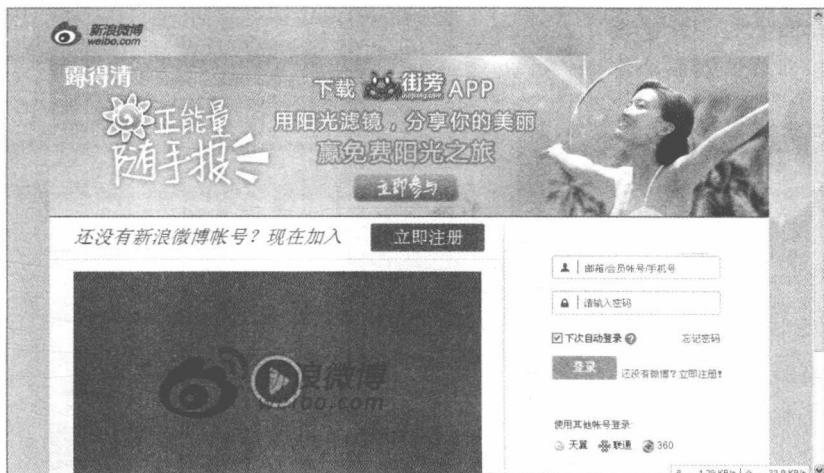 新浪微博
weibo.com
露得清
正能量
随手报
下载 街旁 APP
用阳光滤镜，分享你的美丽
赢免费阳光之旅
立即参与
还没有新浪微博帐号？现在加入 立即注册
邮箱/会员帐号/手机号
请输入密码
下次自动登录 忘记密码
登录 还没有微博？立即注册！
浪微博
weibo.com
使用其他帐号登录:
天翼 联通 360